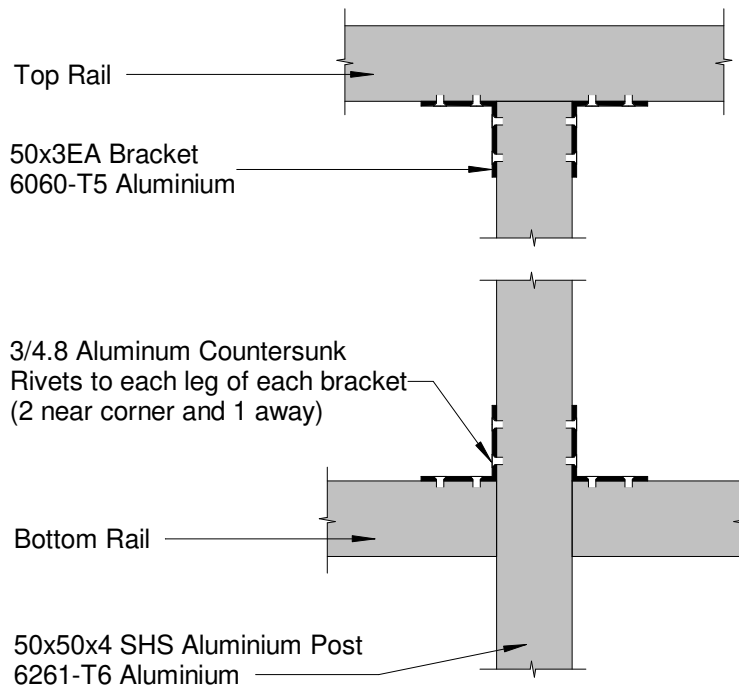 Top Rail
50x3EA Bracket
6060-T5 Aluminium
3/4.8 Aluminum Countersunk
Rivets to each leg of each bracket
(2 near corner and 1 away)
Bottom Rail
50x50x4 SHS Aluminium Post
6261-T6 Aluminium